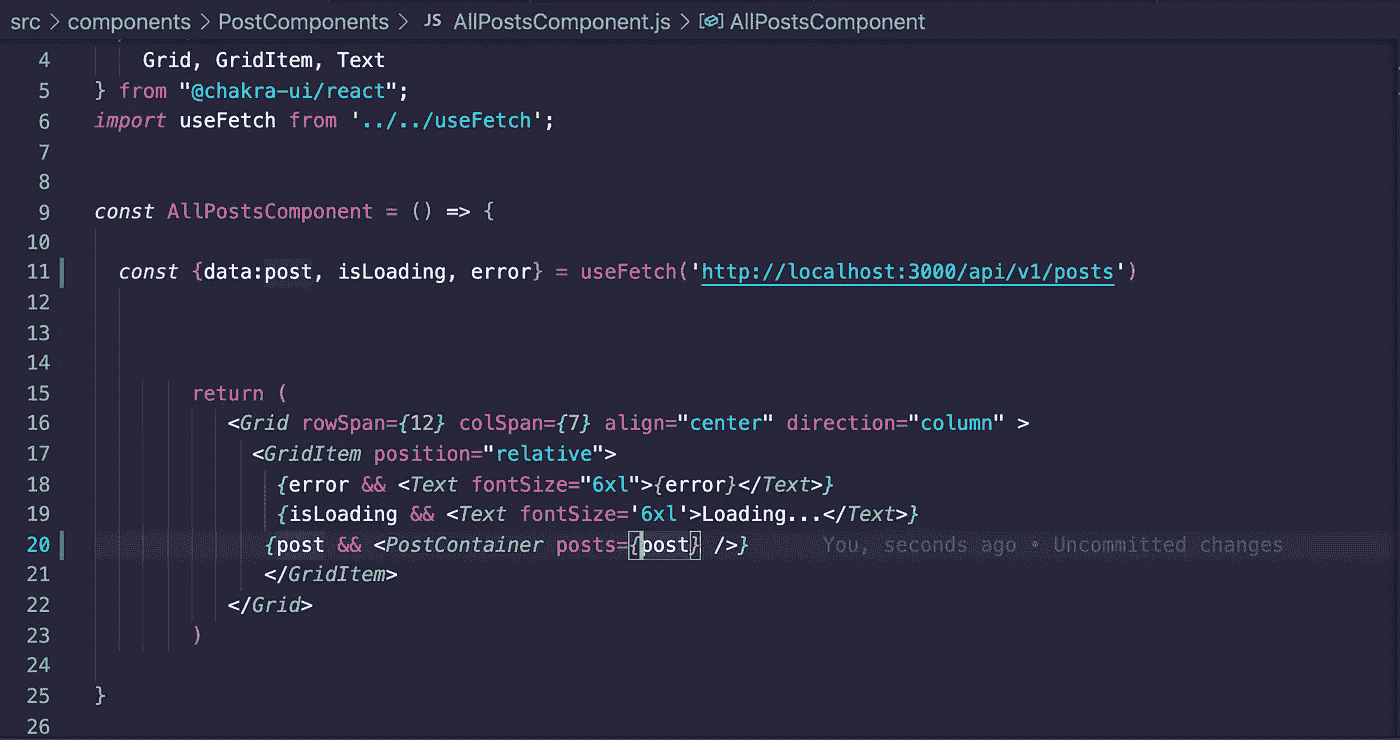 src > components > PostComponents > JS AllPostsComponent.js > AllPostsComponent
4 Grid, GridItem, Text
5 } from "@chakra-ui/react";
6 import useFetch from '../../useFetch';
7
8
9 const AllPostsComponent = () => {
10
11 const {data:post, isLoading, error} = useFetch('http://localhost:3000/api/v1/posts')
12
13
14
15 return (
16 <Grid rowSpan={12} colSpan={7} align="center" direction="column" >
17 <GridItem position="relative">
18 {error && <Text fontSize="6xl">{error}</Text>}
19 {isLoading && <Text fontSize='6xl'>Loading...</Text>}
20 {post && <PostContainer posts={post} />} You, seconds ago • Uncommitted changes
21 </GridItem>
22 </Grid>
23 )
24
25 }
26